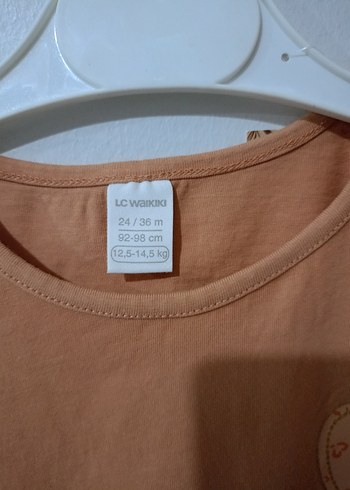 LC WAIKIKI
24 / 36 m
92-98 cm
12,5-14,5 kg